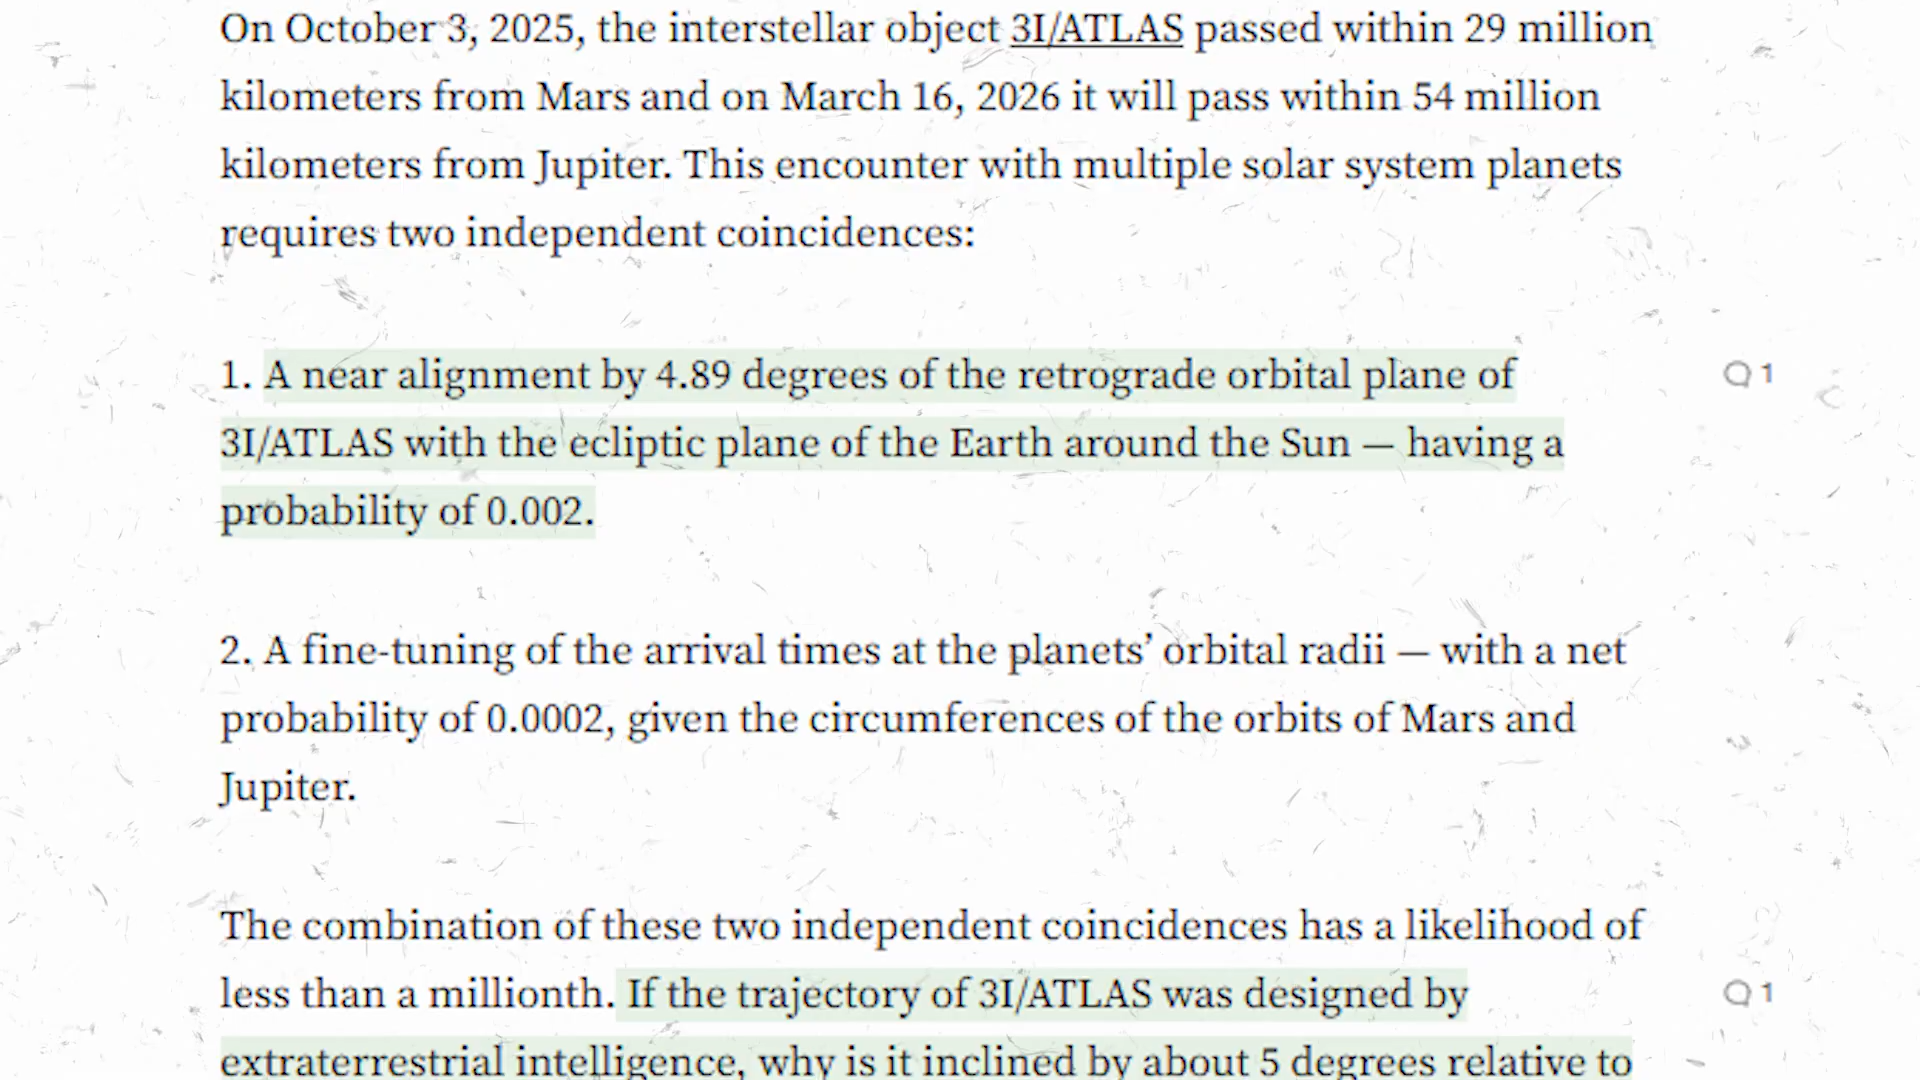 On October 3, 2025, the interstellar object 3I/ATLAS passed within 29 million
kilometers from Mars and on March 16, 2026 it will pass within 54 million
kilometers from Jupiter. This encounter with multiple solar system planets
requires two independent coincidences:
1. A near alignment by 4.89 degrees of the retrograde orbital plane of
1
3I/ATLAS with the ecliptic plane of the Earth around the Sun — having a
probability of 0.002.
2. A fine-tuning of the arrival times at the planets’ orbital radii — with a net
probability of 0.0002, given the circumferences of the orbits of Mars and
Jupiter.
The combination of these two independent coincidences has a likelihood of
less than a millionth. If the trajectory of 3I/ATLAS was designed by
1
extraterrestrial intelligence, why is it inclined by about 5 degrees relative to